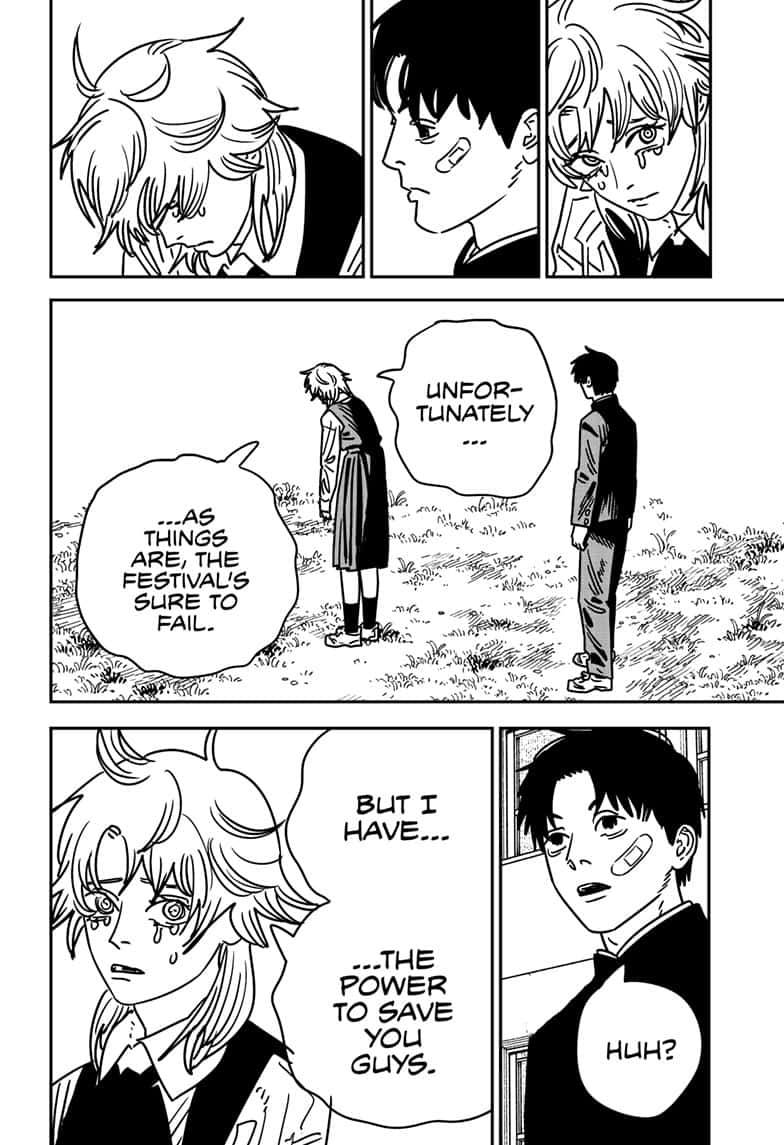 UNFOR-
TUNATELY
...
...AS
THINGS
ARE, THE
FESTIVAL'S
SURE TO
FAIL.
BUT I
HAVE...
...THE
POWER
TO SAVE
YOU
GUYS.
HUH?